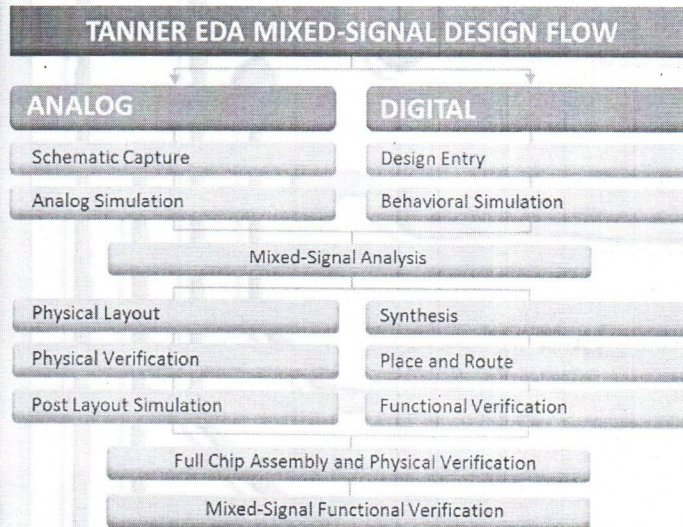 TANNER EDA MIXED-SIGNAL DESIGN FLOW
ANALOG
DIGITAL
Schematic Capture
Design Entry
Analog Simulation
Behavioral Simulation
Mixed-Signal Analysis
Physical Layout
Synthesis
Physical Verification
Place and Route
Post Layout Simulation
Functional Verification
Full Chip Assembly and Physical Verification
Mixed-Signal Functional Verification